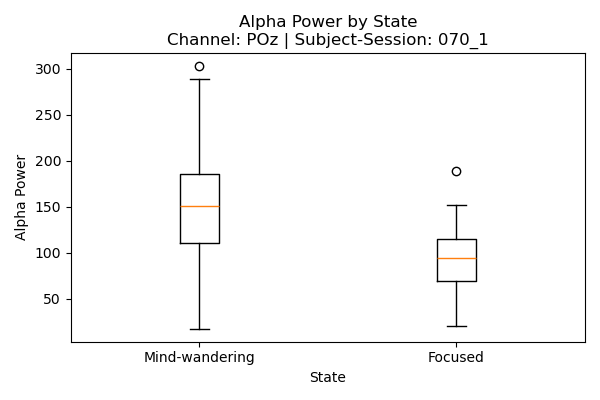 Alpha Power by State
Channel: POz | Subject-Session: 070_1
Alpha Power
300
250
200
150
100
50
Mind-wandering Focused
State